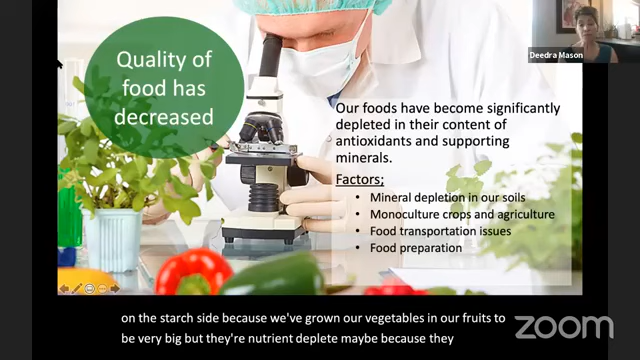 Quality of
food has
decreased
Deedra Mason
Our foods have become significantly
depleted in their content of
antioxidants and supporting
minerals.
Factors;
• Mineral depletion in our soils
• Monoculture crops and agriculture
• Food transportation issues
• Food preparation
on the starch side because we've grown our vegetables in our fruits to
be very big but they're nutrient deplete maybe because they
zoom